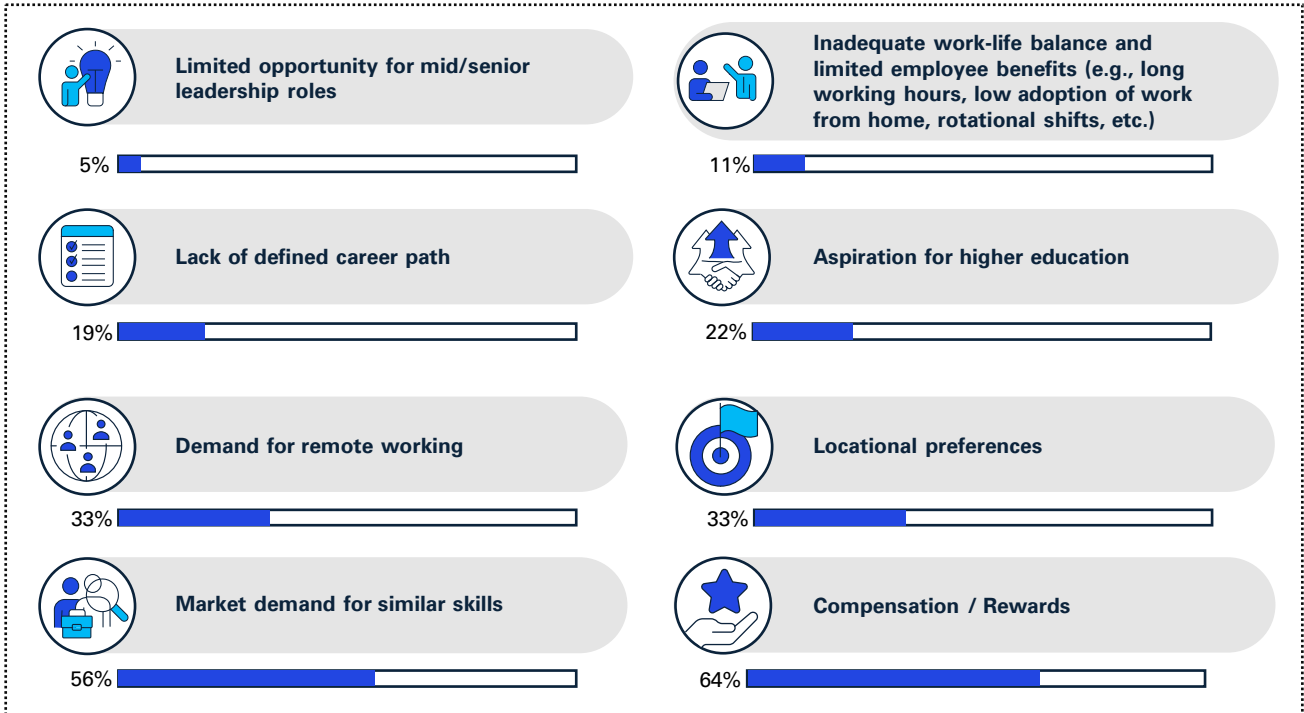 Limited opportunity for mid/senior
leadership roles
5%
Inadequate work-life balance and
limited employee benefits (e.g., long
working hours, low adoption of work
from home, rotational shifts, etc.)
11%
Lack of defined career path
19%
Aspiration for higher education
22%
Demand for remote working
33%
Locational preferences
33%
Market demand for similar skills
56%
Compensation / Rewards
64%